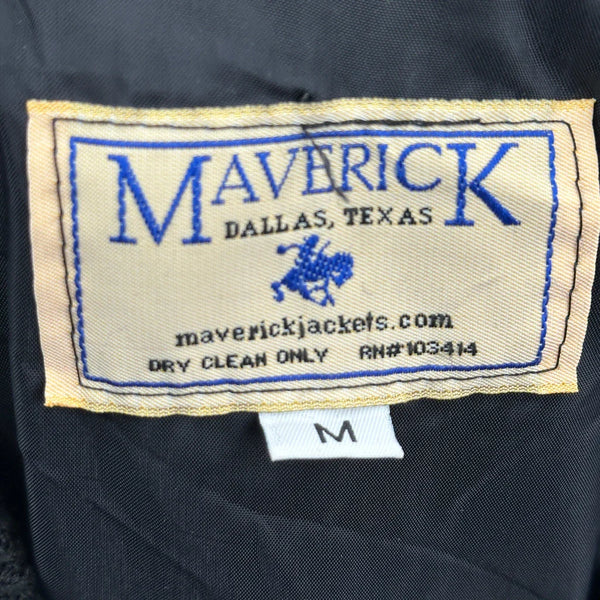 MAVERICK
DALLAS, TEXAS
maverickjackets.com
DRY CLEAN ONLY RN#103414
M